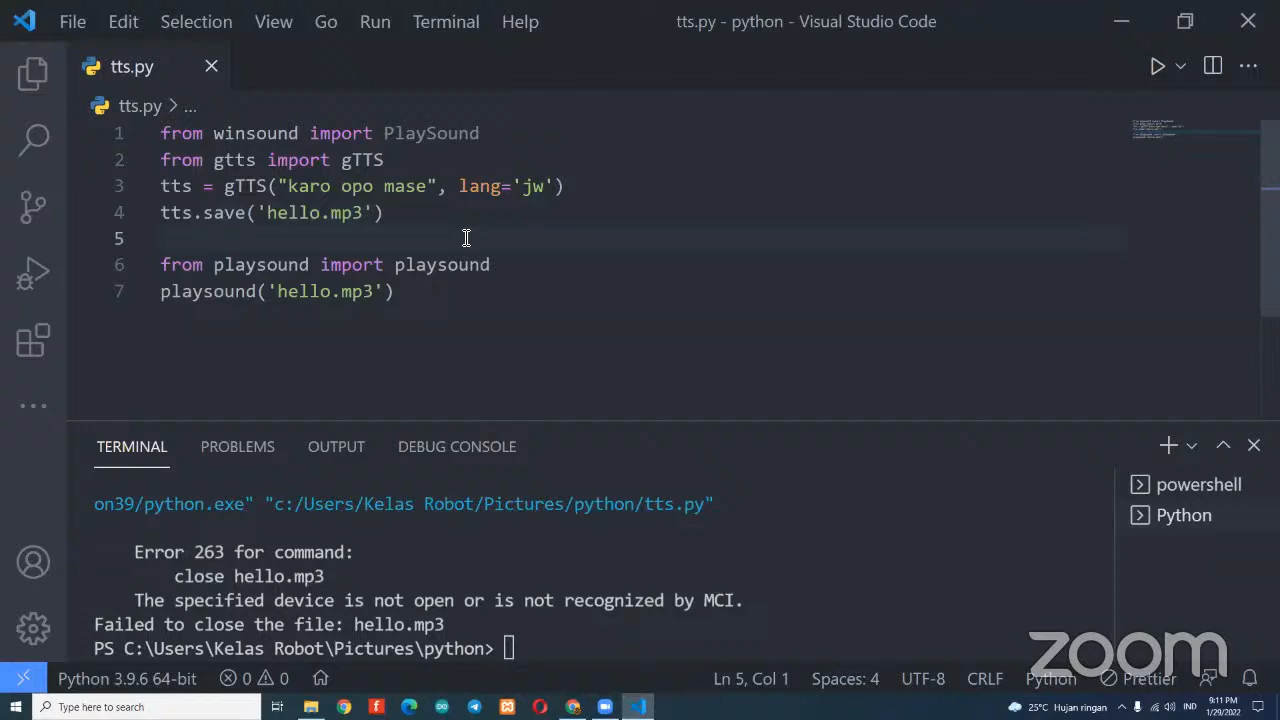 File Edit Selection View Go Run Terminal Help tts.py - python - Visual Studio Code
tts.py
tts.py > ...
1 from winsound import PlaySound
2 from gtts import gTTS
3 tts = gTTS("karo opo mase", lang='jw')
4 tts.save('hello.mp3')
5
6 from playsound import playsound
7 playsound('hello.mp3')
TERMINAL PROBLEMS OUTPUT DEBUG CONSOLE
powershell
Python
on39/python.exe" "c:/Users/Kelas Robot/Pictures/python/tts.py"
Error 263 for command:
close hello.mp3
The specified device is not open or is not recognized by MCI.
Failed to close the file: hello.mp3
PS C:\Users\Kelas Robot\Pictures\python>
zoom
Python 3.9.6 64-bit 0 0 Ln 5, Col 1 Spaces: 4 UTF-8 CRLF Python Prettier
Type here to search 25°C Hujan ringan IND 9:11 PM
1/29/2022